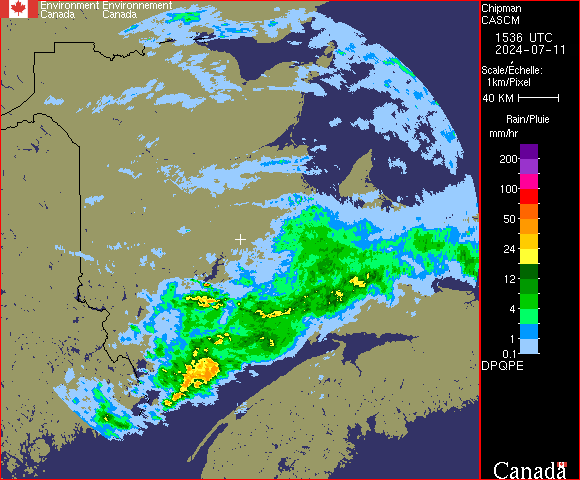 Environment Environnement
Canada Canada
Chipman
CASCM
1536 UTC
2024-07-11
Scale/Échelle:
1km/Pixel
40 KM
Rain/Pluie
mm/hr
200
100
50
24
12
4
1
0.1
DPQPE
Canada